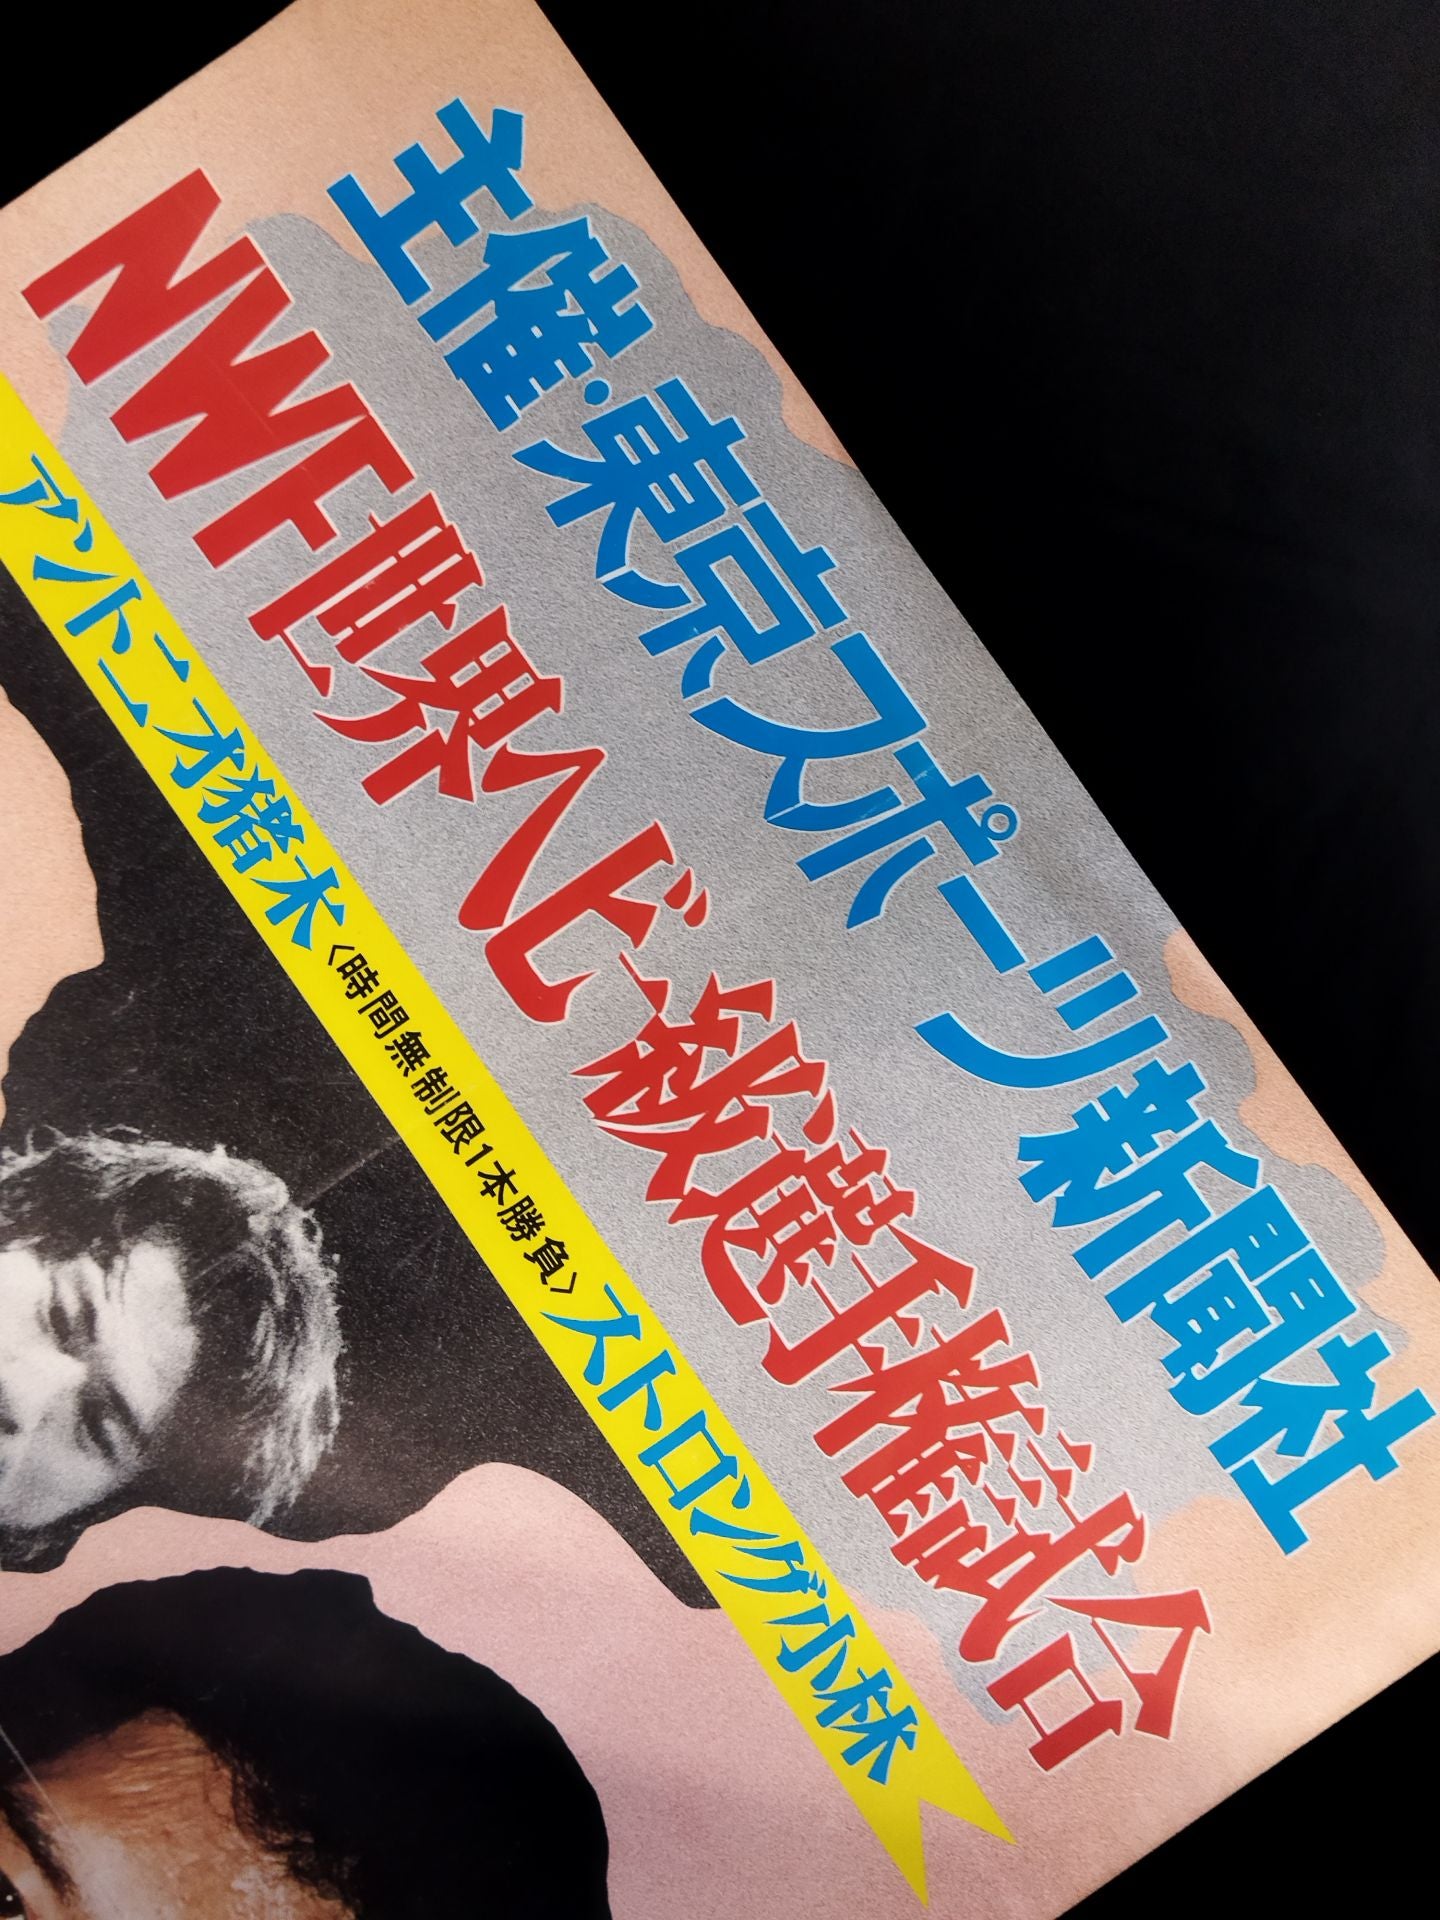 主催・東京スポーツ新聞社
NWF世界ヘビー級選手権試合
アントニオ猪木〈時間無制限1本勝負〉ストロング小林